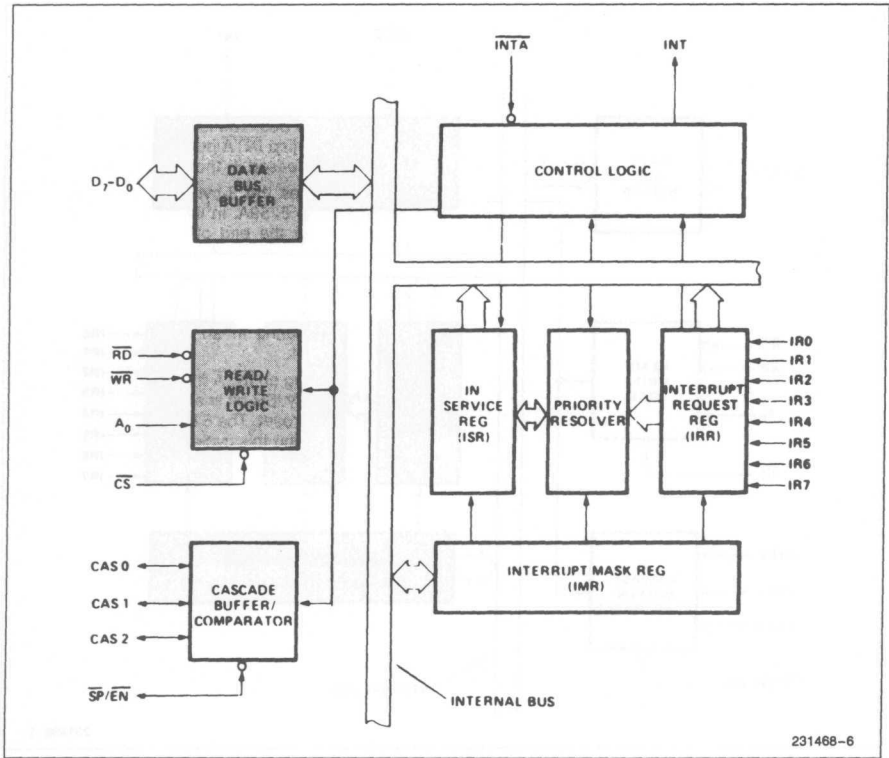 INTA INT
CONTROL LOGIC
D7-D0
DATA
BUS
BUFFER
RD
WR
A0
CS
READ/
WRITE
LOGIC
IN
SERVICE
REG
(ISR)
PRIORITY
RESOLVER
INTERRUPT
REQUEST
REG
(IRR)
IR0
IR1
IR2
IR3
IR4
IR5
IR6
IR7
CAS 0
CAS 1
CAS 2
CASCADE
BUFFER/
COMPARATOR
SP/EN
INTERRUPT MASK REG
(IMR)
INTERNAL BUS
231468-6